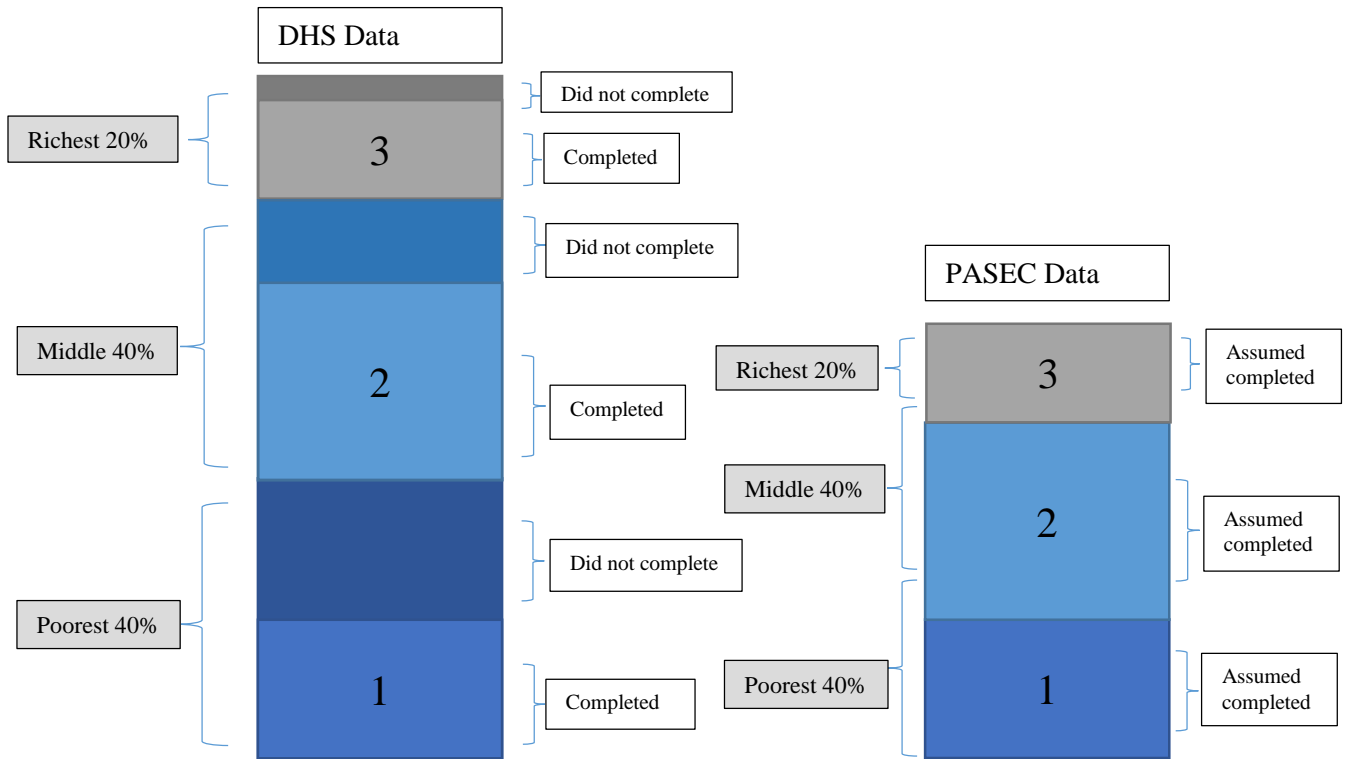 DHS Data
Did not complete
Richest 20%
3
Completed
Did not complete
Middle 40%
2
Completed
Did not complete
Poorest 40%
1
Completed
PASEC Data
Richest 20%
3
Assumed
completed
Middle 40%
2
Assumed
completed
Poorest 40%
1
Assumed
completed